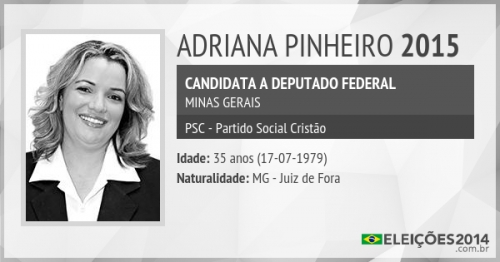 ADRIANA PINHEIRO 2015
CANDIDATA A DEPUTADO FEDERAL
MINAS GERAIS
PSC - Partido Social Cristão
Idade: 35 anos (17-07-1979)
Naturalidade: MG - Juiz de Fora
ELEIÇÕES2014
.com.br